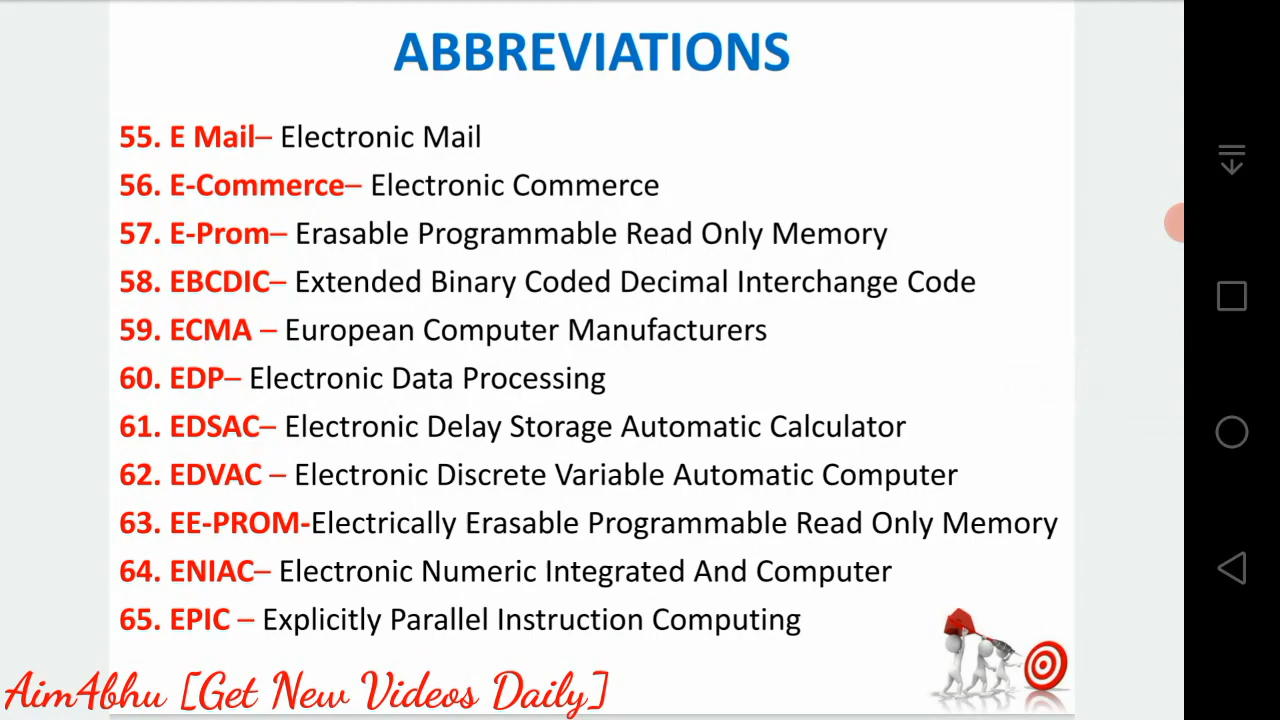 ABBREVIATIONS
55. E Mail– Electronic Mail
56. E-Commerce– Electronic Commerce
57. E-Prom– Erasable Programmable Read Only Memory
58. EBCDIC– Extended Binary Coded Decimal Interchange Code
59. ECMA – European Computer Manufacturers
60. EDP– Electronic Data Processing
61. EDSAC– Electronic Delay Storage Automatic Calculator
62. EDVAC – Electronic Discrete Variable Automatic Computer
63. EE-PROM-Electrically Erasable Programmable Read Only Memory
64. ENIAC– Electronic Numeric Integrated And Computer
65. EPIC – Explicitly Parallel Instruction Computing
Aim4bhu [Get New Videos Daily]